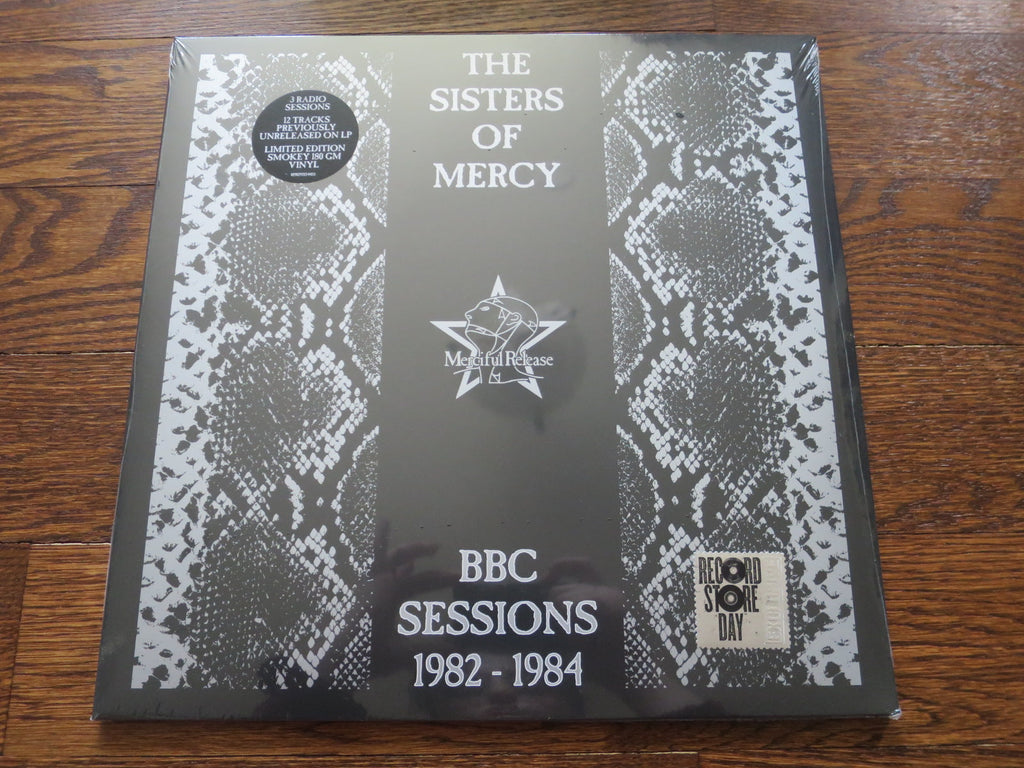 THE
SISTERS
OF
MERCY
3 RADIO
SESSIONS
12 TRACKS
PREVIOUSLY
UNRELEASED ON LP
LIMITED EDITION
SMOKEY 180 GM
VINYL
Merciful Release
BBC
SESSIONS
1982 - 1984
RECORD
STORE
DAY